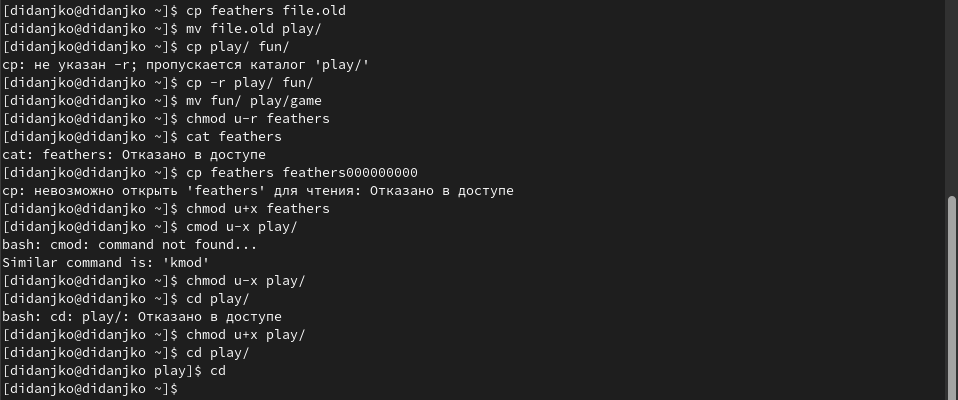 [didanjko@didanjko ~]$ cp feathers file.old
[didanjko@didanjko ~]$ mv file.old play/
[didanjko@didanjko ~]$ cp play/ fun/
cp: не указан -r; пропускается каталог 'play/'
[didanjko@didanjko ~]$ cp -r play/ fun/
[didanjko@didanjko ~]$ mv fun/ play/game
[didanjko@didanjko ~]$ chmod u-r feathers
[didanjko@didanjko ~]$ cat feathers
cat: feathers: Отказано в доступе
[didanjko@didanjko ~]$ cp feathers feathers000000000
cp: невозможно открыть 'feathers' для чтения: Отказано в доступе
[didanjko@didanjko ~]$ chmod u+x feathers
[didanjko@didanjko ~]$ cmod u-x play/
bash: cmod: command not found...
Similar command is: 'kmod'
[didanjko@didanjko ~]$ chmod u-x play/
[didanjko@didanjko ~]$ cd play/
bash: cd: play/: Отказано в доступе
[didanjko@didanjko ~]$ chmod u+x play/
[didanjko@didanjko ~]$ cd play/
[didanjko@didanjko play]$ cd
[didanjko@didanjko ~]$